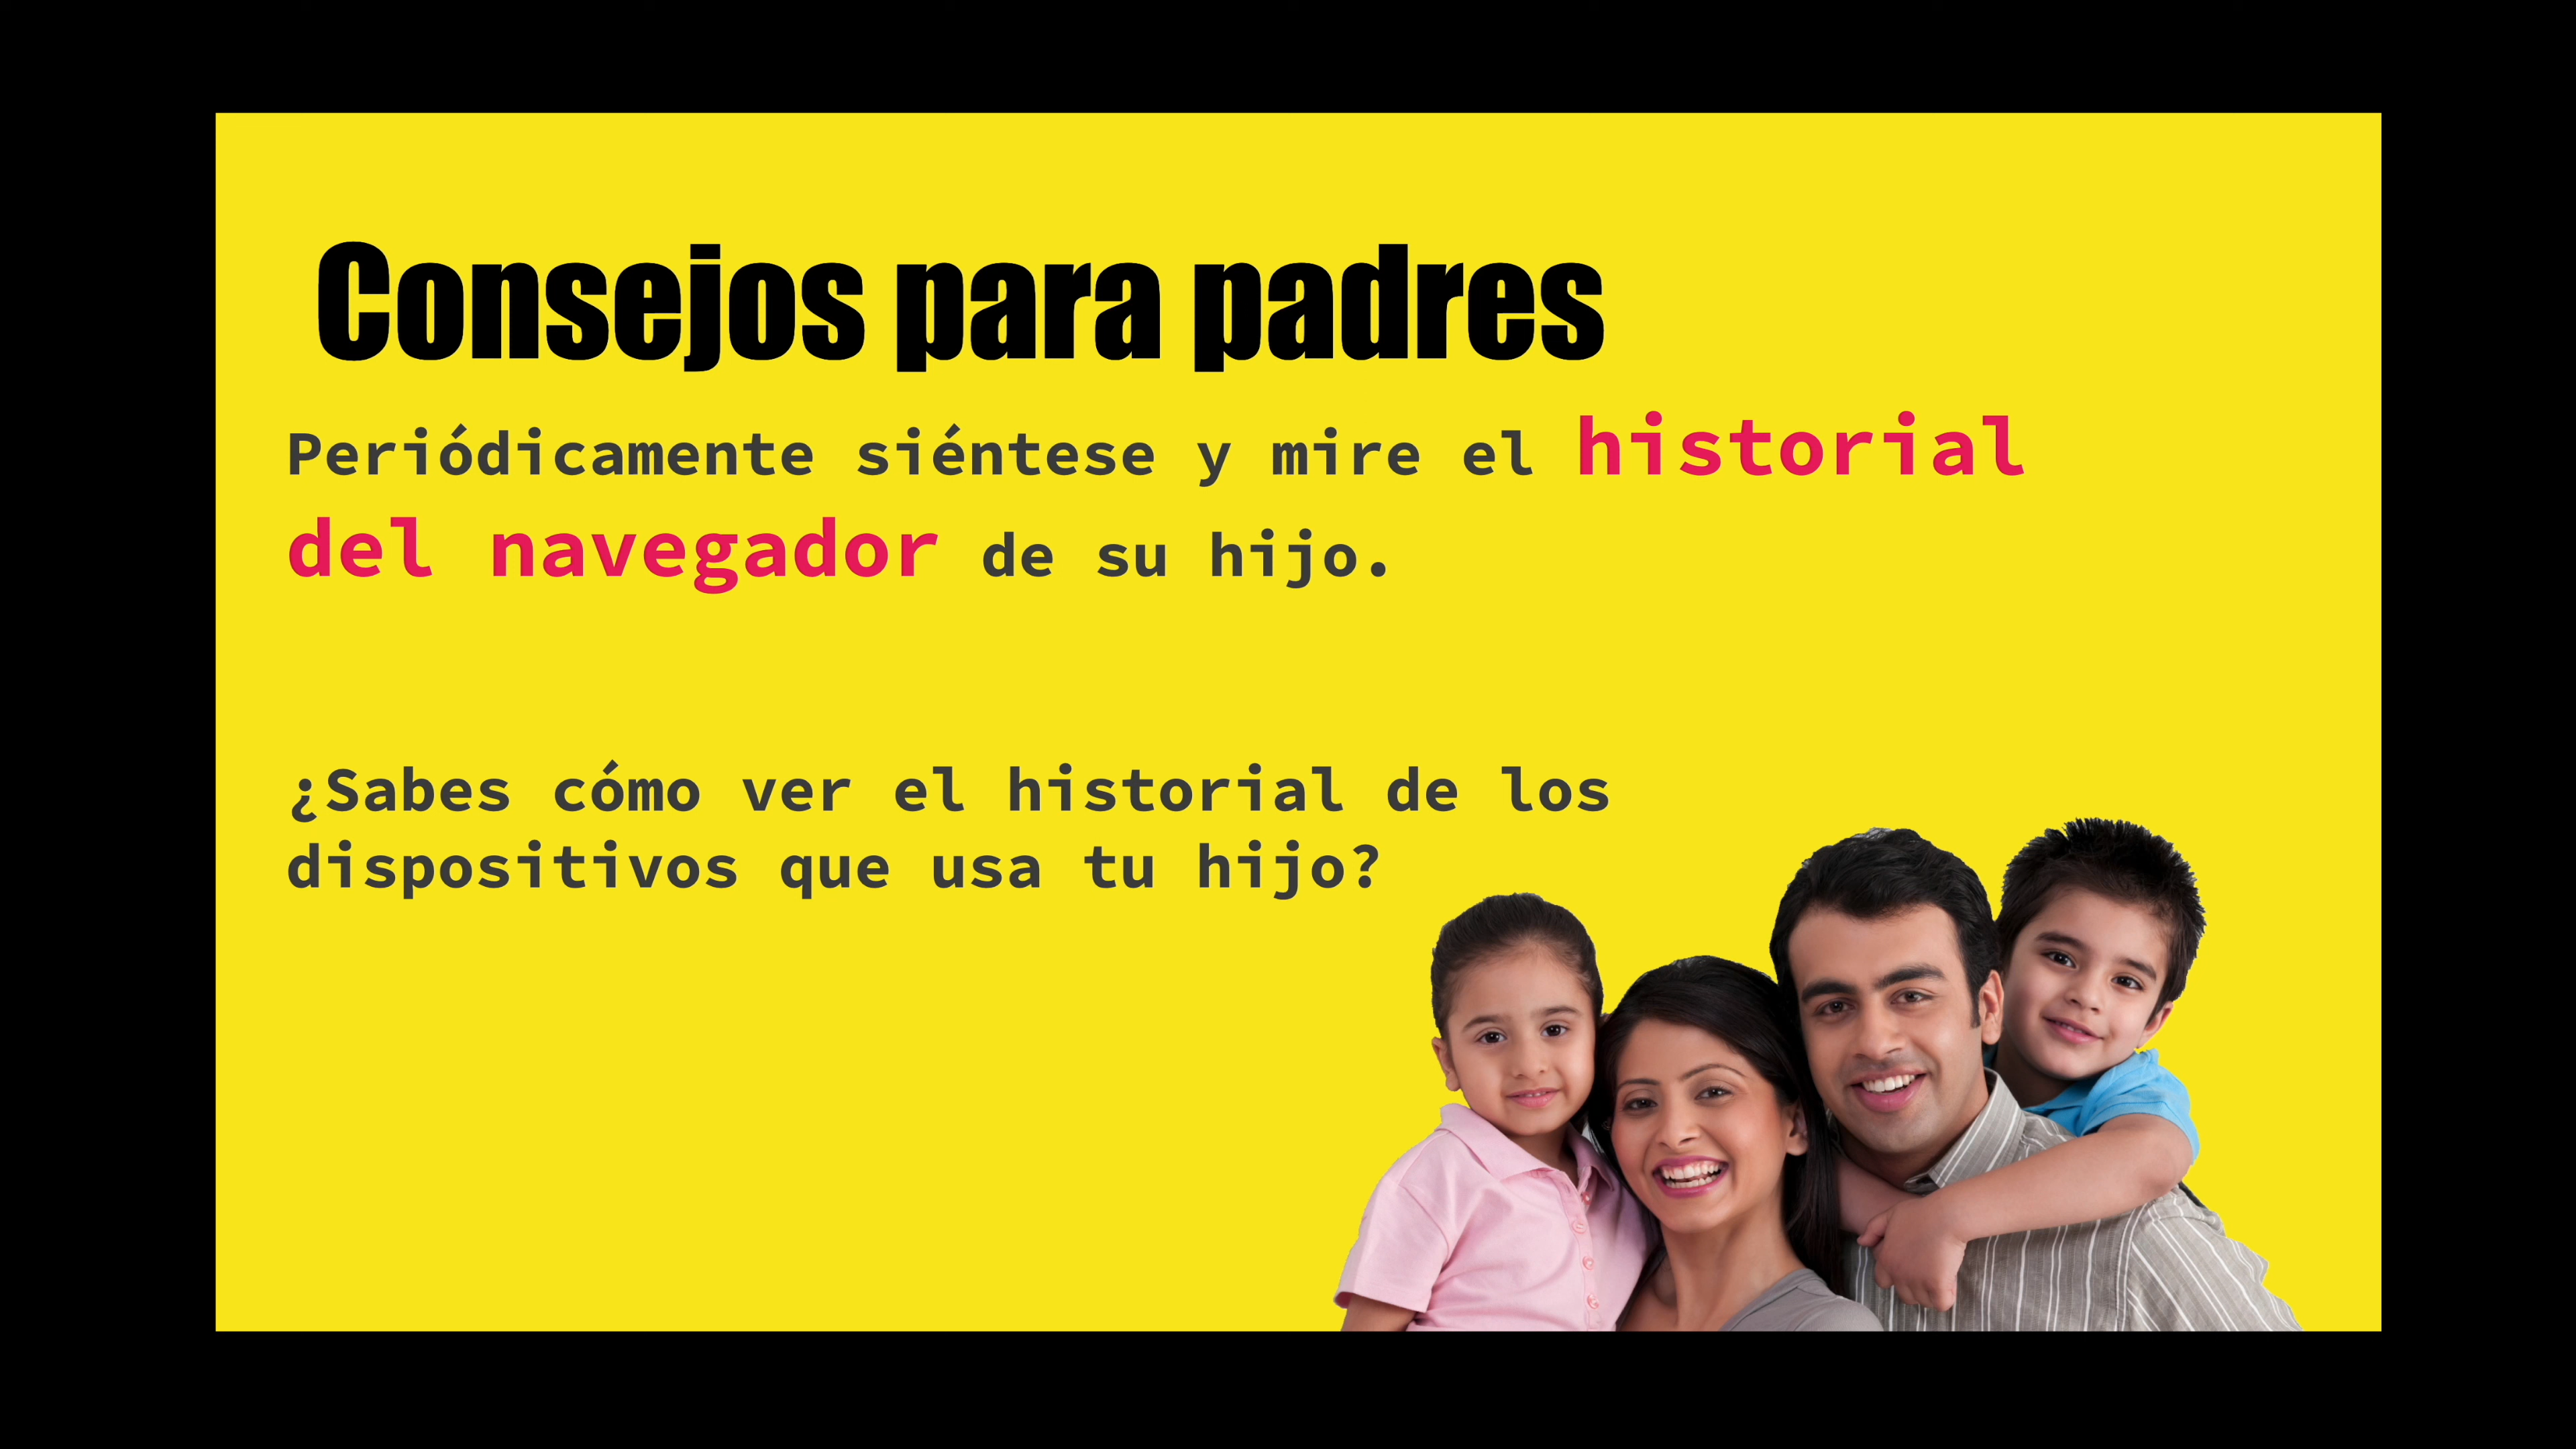 Consejos para padres
Periódicamente siéntese y mire el historial
del navegador de su hijo.
¿Sabes cómo ver el historial de los
dispositivos que usa tu hijo?